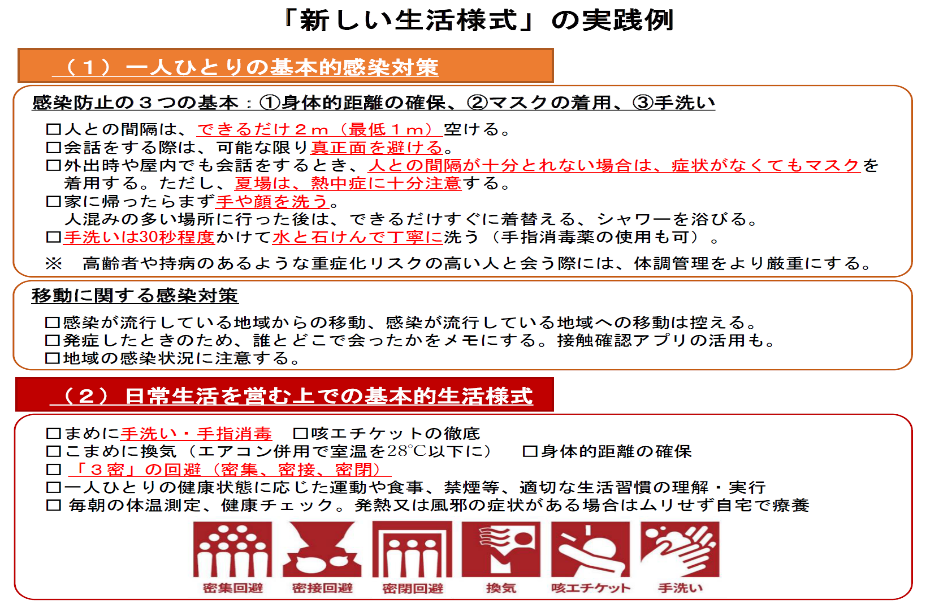 「新しい生活様式」の実践例
（１）一人ひとりの基本的感染対策
感染防止の３つの基本：①身体的距離の確保、②マスクの着用、③手洗い
□人との間隔は、できるだけ２ｍ（最低１ｍ）空ける。
□会話をする際は、可能な限り真正面を避ける。
□外出時や屋内でも会話をするとき、人との間隔が十分とれない場合は、症状がなくてもマスクを
着用する。ただし、夏場は、熱中症に十分注意する。
□家に帰ったらまず手や顔を洗う。
人混みの多い場所に行った後は、できるだけすぐに着替える、シャワーを浴びる。
□手洗いは30秒程度かけて水と石けんで丁寧に洗う（手指消毒薬の使用も可）。
※　高齢者や持病のあるような重症化リスクの高い人と会う際には、体調管理をより厳重にする。
移動に関する感染対策
□感染が流行している地域からの移動、感染が流行している地域への移動は控える。
□発症したときのため、誰とどこで会ったかをメモにする。接触確認アプリの活用も。
□地域の感染状況に注意する。
（２）日常生活を営む上での基本的生活様式
□まめに手洗い・手指消毒　□咳エチケットの徹底
□こまめに換気（エアコン併用で室温を28℃以下に）　□身体的距離の確保
□「３密」の回避（密集、密接、密閉）
□一人ひとりの健康状態に応じた運動や食事、禁煙等、適切な生活習慣の理解・実行
□ 毎朝の体温測定、健康チェック。発熱又は風邪の症状がある場合はムリせず自宅で療養
密集回避　密接回避　密閉回避　換気　咳エチケット　手洗い